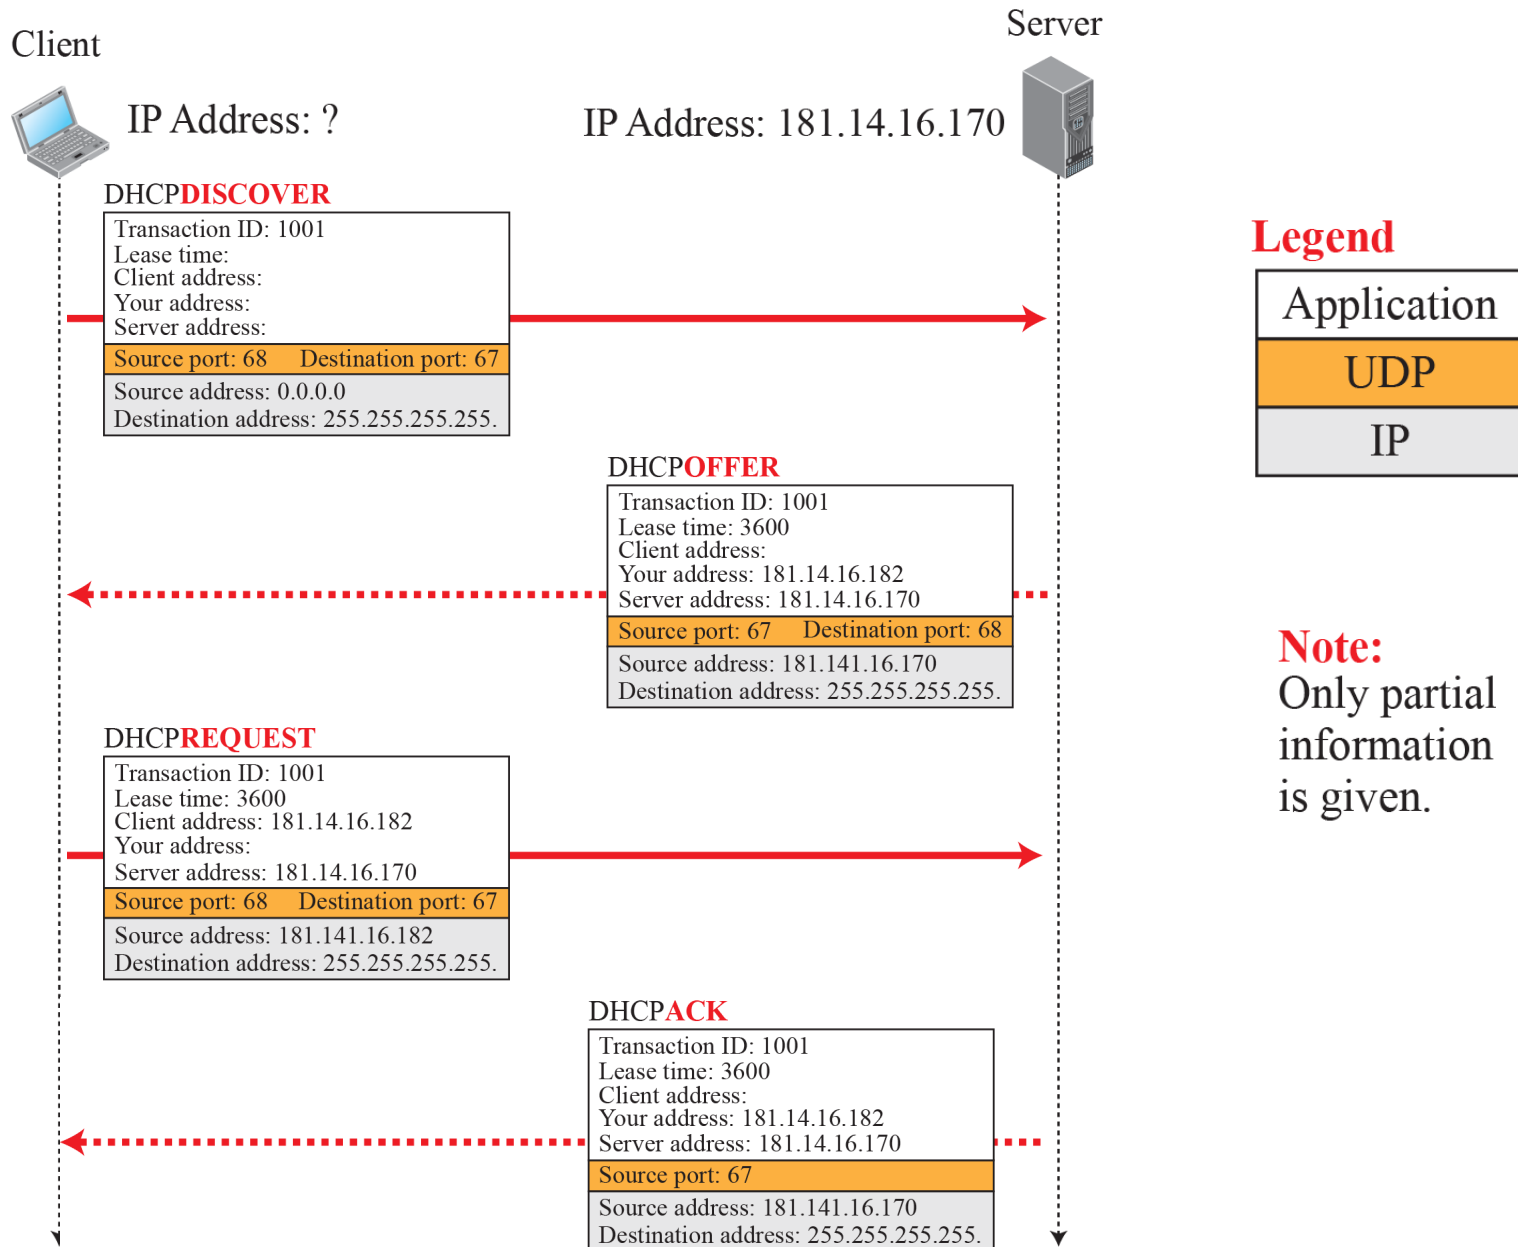 Client
Server
IP Address: ?
IP Address: 181.14.16.170
DHCPDISCOVER
Transaction ID: 1001
Lease time:
Client address:
Your address:
Server address:
Source port: 68 Destination port: 67
Source address: 0.0.0.0
Destination address: 255.255.255.255.
Legend
Application
UDP
IP
DHCPOFFER
Transaction ID: 1001
Lease time: 3600
Client address:
Your address: 181.14.16.182
Server address: 181.14.16.170
Source port: 67 Destination port: 68
Source address: 181.141.16.170
Destination address: 255.255.255.255.
Note:
Only partial
information
is given.
DHCPREQUEST
Transaction ID: 1001
Lease time: 3600
Client address: 181.14.16.182
Your address:
Server address: 181.14.16.170
Source port: 68 Destination port: 67
Source address: 181.141.16.182
Destination address: 255.255.255.255.
DHCPACK
Transaction ID: 1001
Lease time: 3600
Client address:
Your address: 181.14.16.182
Server address: 181.14.16.170
Source port: 67
Source address: 181.141.16.170
Destination address: 255.255.255.255.